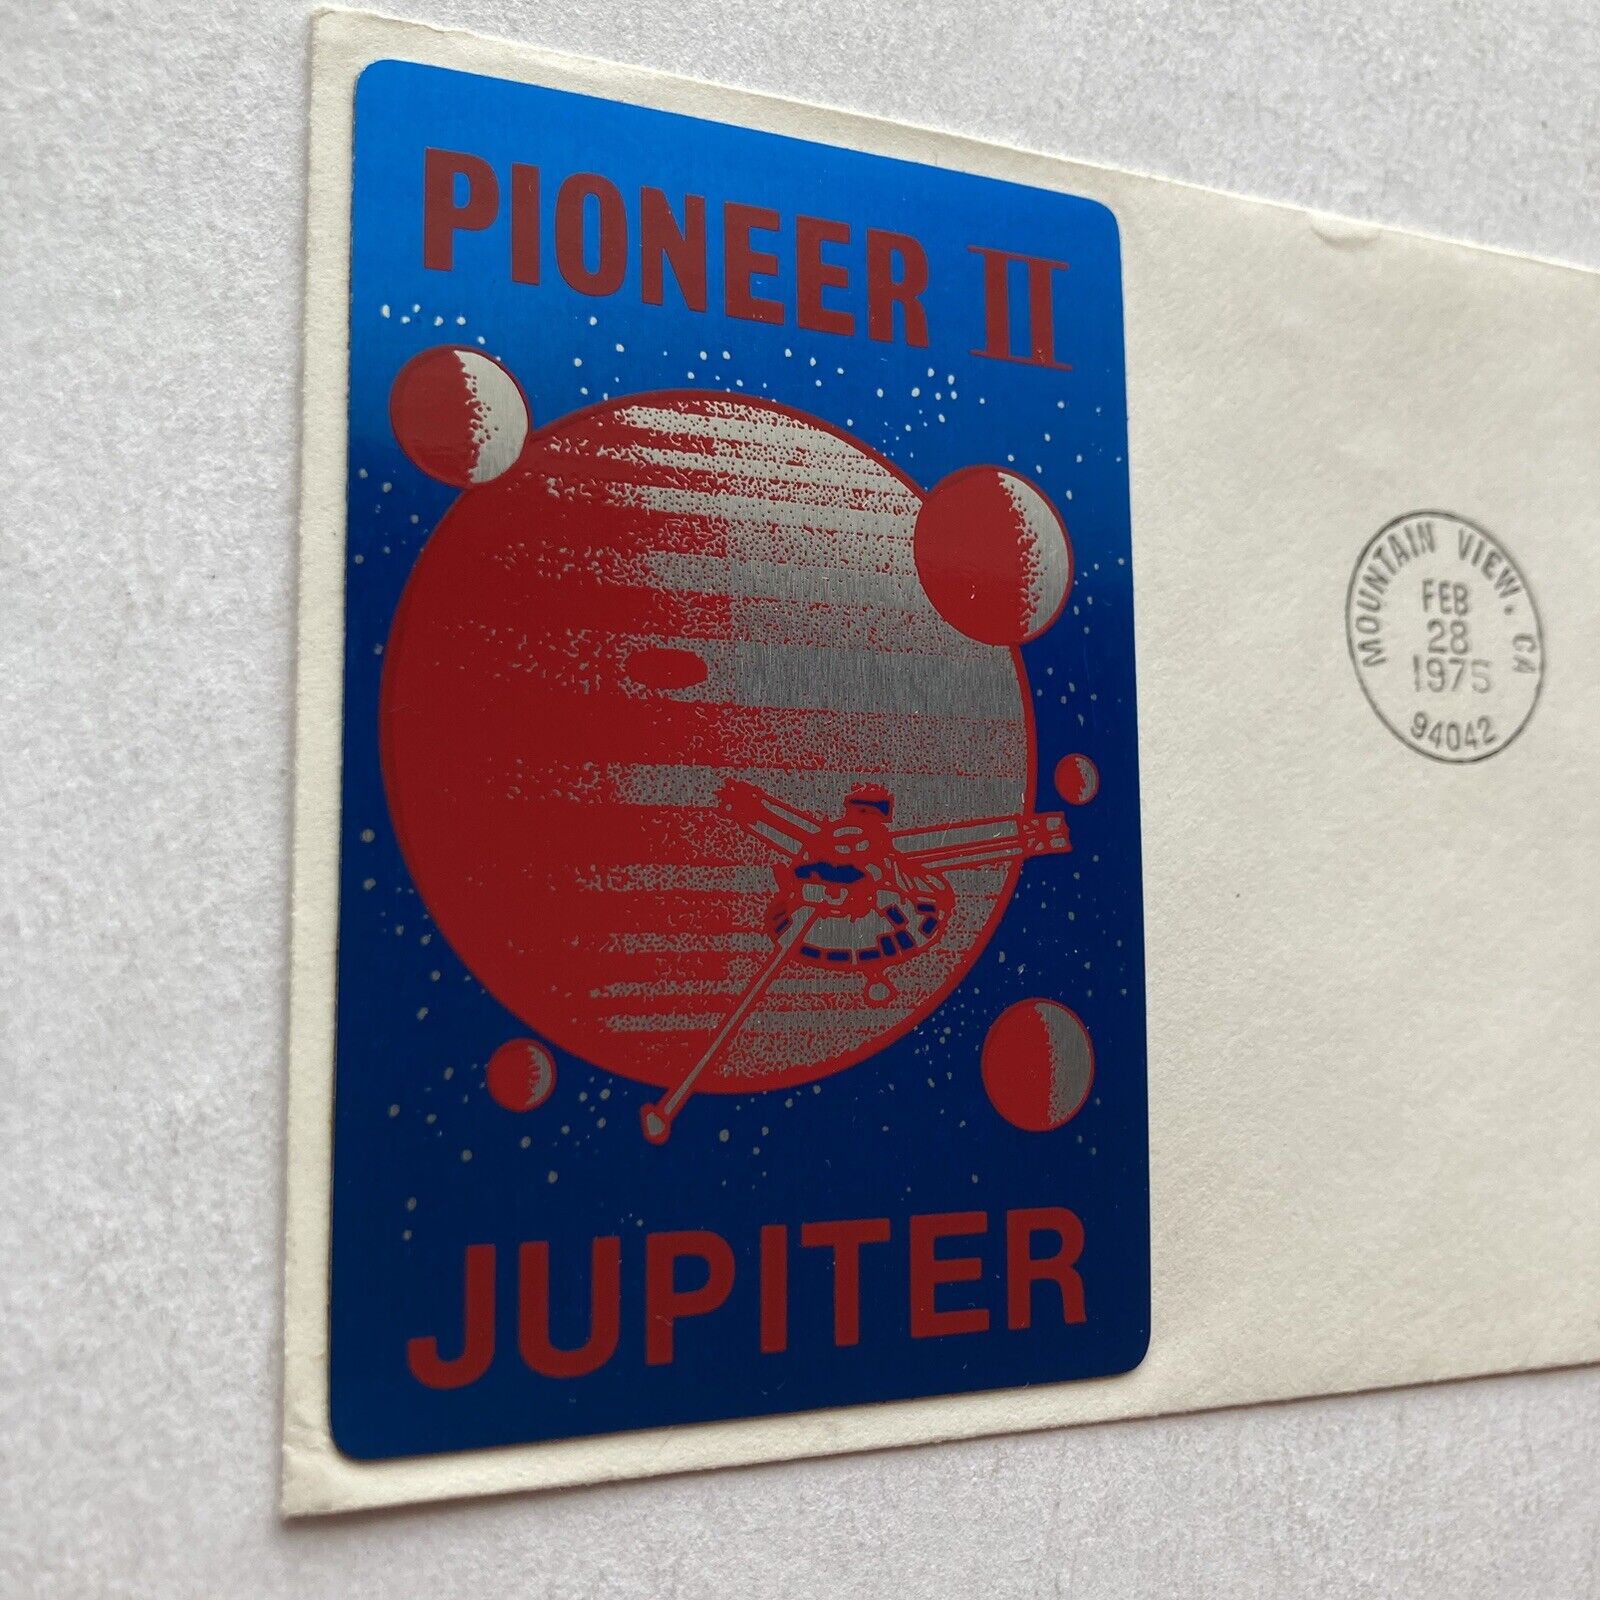 PIONEER II
JUPITER
MOUNTAIN VIEW, CA
FEB
28
1975
94042